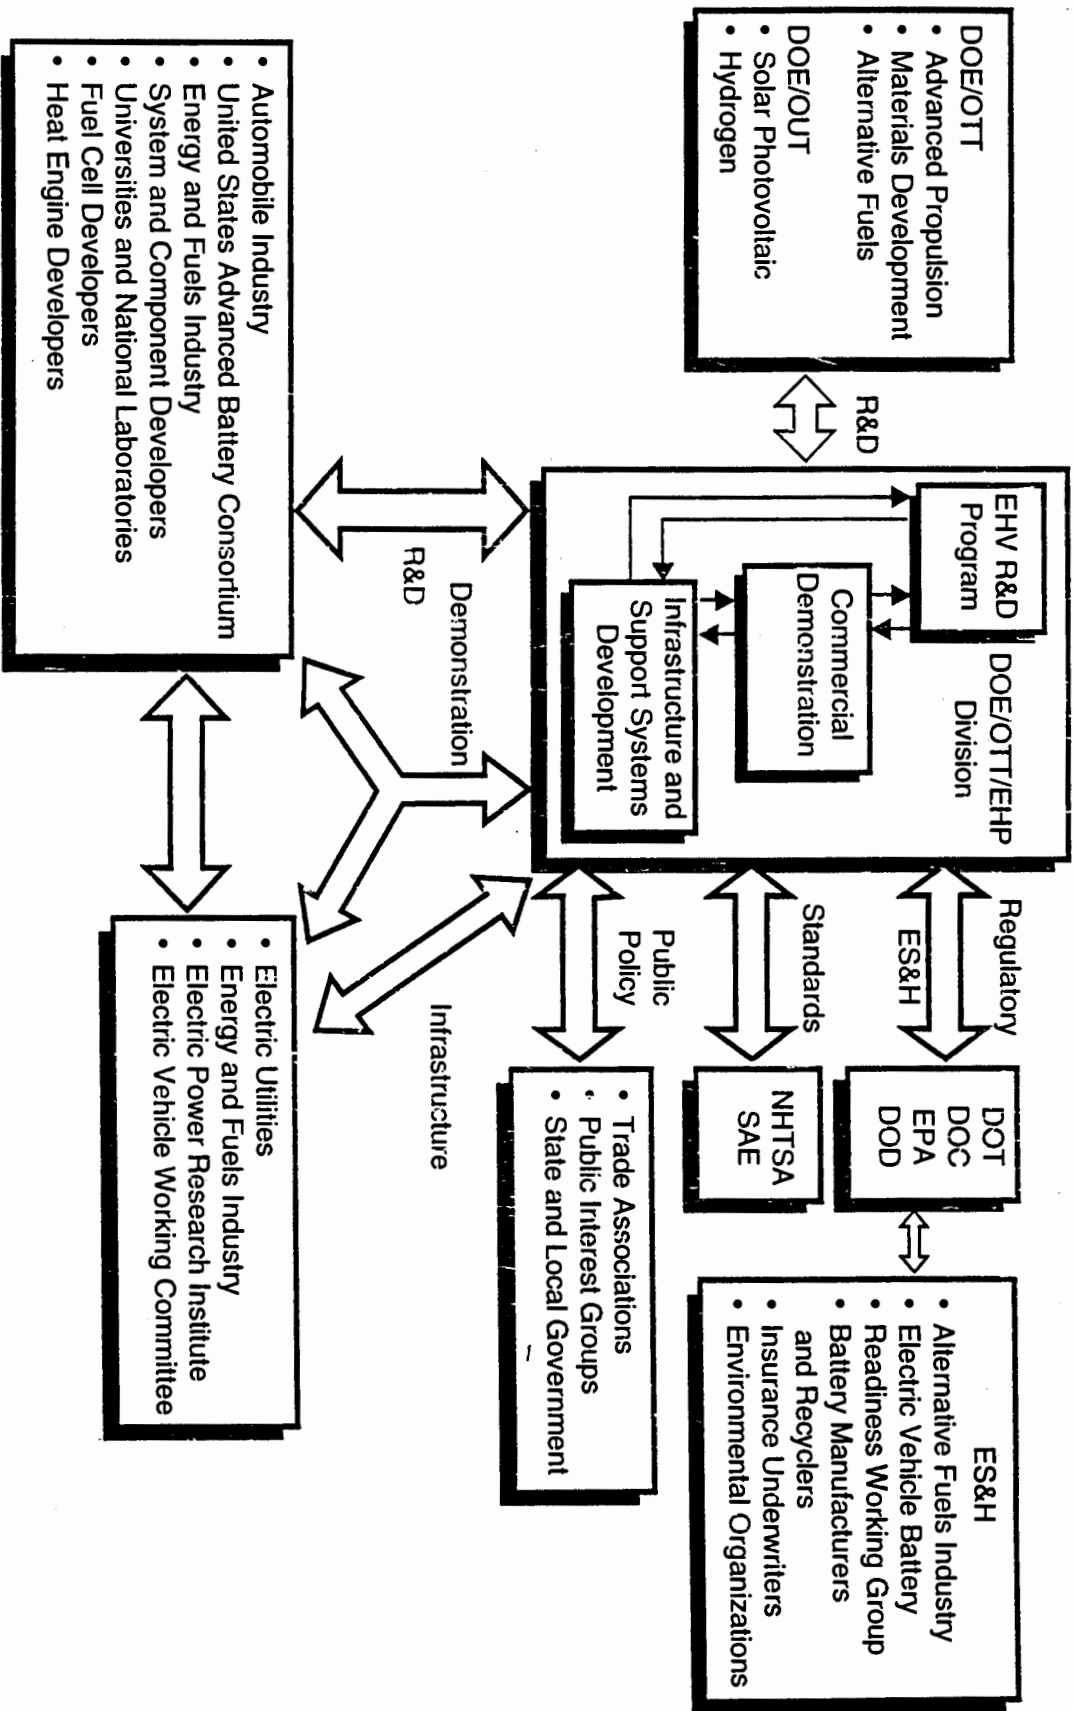 DOE/OTT
• Advanced Propulsion
• Materials Development
• Alternative Fuels
DOE/OUT
• Solar Photovoltaic
• Hydrogen
R&D
EHV R&D
Program
DOE/OTT/EHP
Division
Commercial
Demonstration
Infrastructure and
Support Systems
Development
Regulatory
ES&H
Standards
Public
Policy
DOT
DOC
EPA
DOD
NHTSA
SAE
• Trade Associations
• Public Interest Groups
• State and Local Government
ES&H
• Alternative Fuels Industry
• Electric Vehicle Battery
• Readiness Working Group
• Battery Manufacturers
and Recyclers
• Insurance Underwriters
• Environmental Organizations
Demonstration
R&D
Infrastructure
• Automobile Industry
• United States Advanced Battery Consortium
• Energy and Fuels Industry
• System and Component Developers
• Universities and National Laboratories
• Fuel Cell Developers
• Heat Engine Developers
• Electric Utilities
• Energy and Fuels Industry
• Electric Power Research Institute
• Electric Vehicle Working Committee